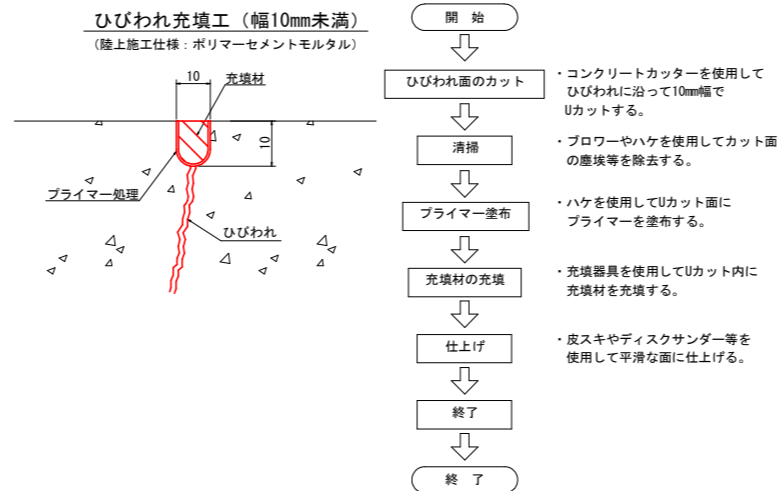 ひびわれ充填工（幅10mm未満）
（陸上施工仕様：ポリマーセメントモルタル）
10
充填材
10
プライマー処理
ひびわれ
開　始
ひびわれ面のカット
・コンクリートカッターを使用して
ひびわれに沿って10mm幅で
Uカットする。
清掃
・ブロワーやハケを使用してカット面
の塵埃等を除去する。
プライマー塗布
・ハケを使用してUカット面に
プライマーを塗布する。
充填材の充填
・充填器具を使用してUカット内に
充填材を充填する。
仕上げ
・皮スキやディスクサンダー等を
使用して平滑な面に仕上げる。
終了
終　了